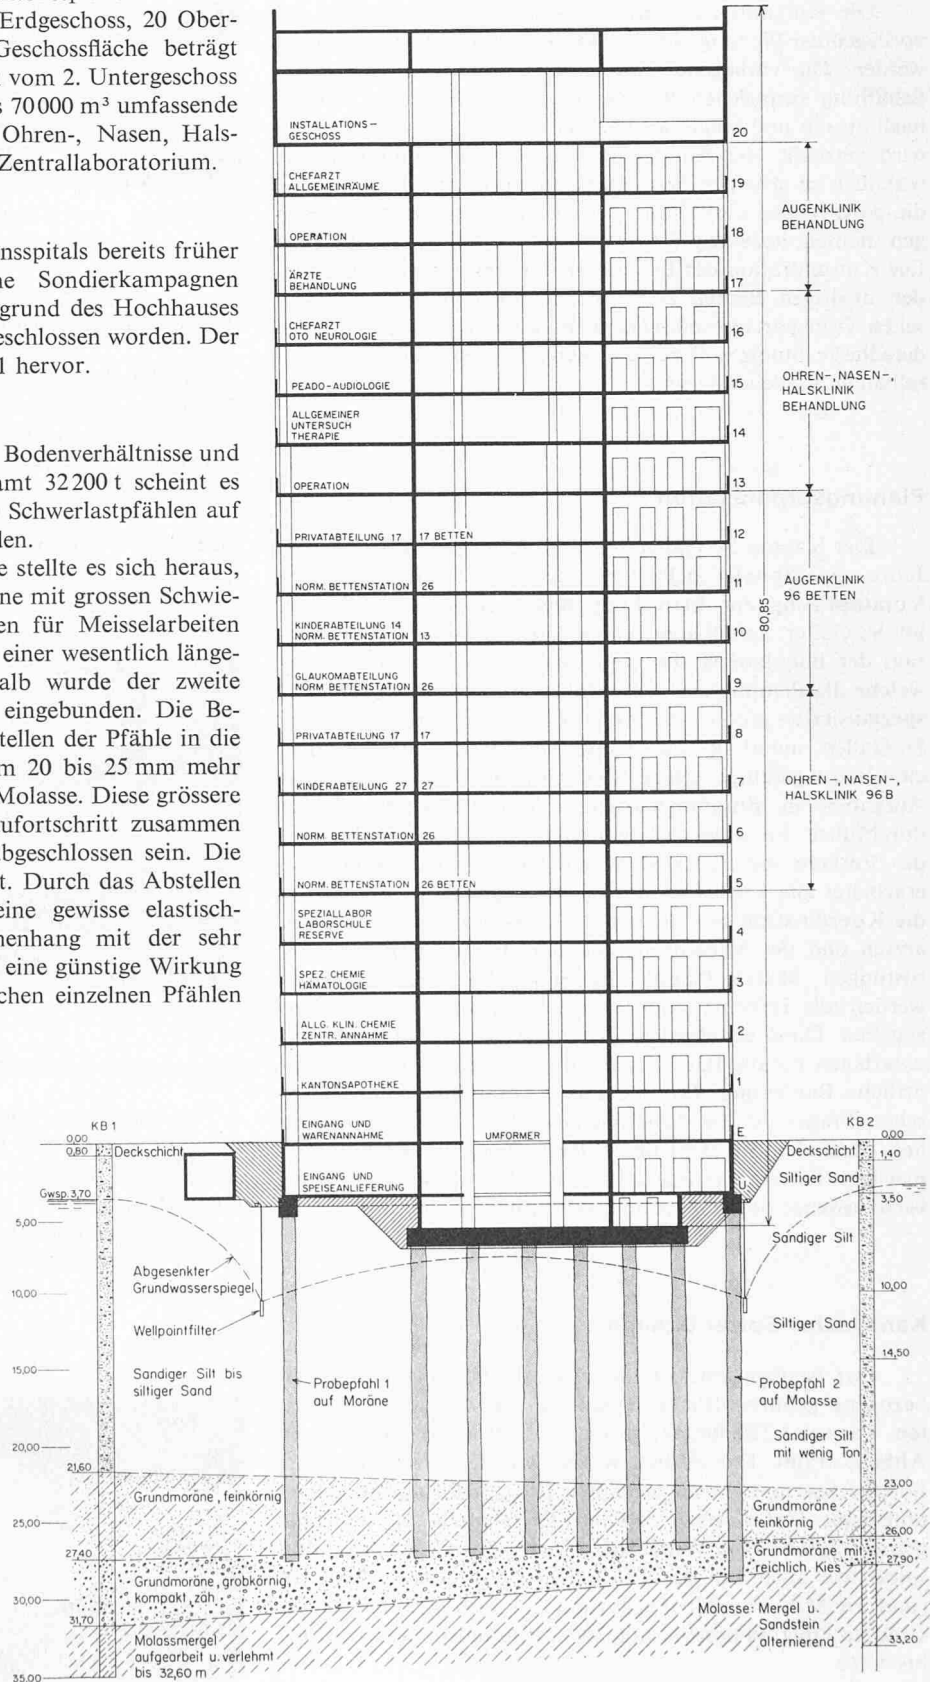 Erdgeschoss, 20 Ober-
Geschossfläche beträgt
vom 2. Untergeschoss
70000 m³ umfassende
Ohren-, Nasen, Hals-
Zentrallaboratorium.
nsspitals bereits früher
ne Sondierkampagnen
grund des Hochhauses
eschlossen worden. Der
1 hervor.
Bodenverhältnisse und
amt 32200 t scheint es
Schwerlastpfählen auf
den.
e stellte es sich heraus,
ne mit grossen Schwie-
en für Meisselarbeiten
einer wesentlich länge-
alb wurde der zweite
eingebunden. Die Be-
stellen der Pfähle in die
m 20 bis 25 mm mehr
Molasse. Diese grössere
ufortschritt zusammen
bgeschlossen sein. Die
t. Durch das Abstellen
eine gewisse elastisch-
nenhang mit der sehr
eine günstige Wirkung
chen einzelnen Pfählen
INSTALLATIONS-
GESCHOSS
20
CHEFARZT
ALLGEMEINRÄUME
19
OPERATION
18
AUGENKLINIK
BEHANDLUNG
ÄRZTE
BEHANDLUNG
17
CHEFARZT
OTO NEUROLOGIE
16
PEADO-AUDIOLOGIE
15
OHREN-, NASEN-,
HALSKLINIK
BEHANDLUNG
ALLGEMEINER
UNTERSUCH
THERAPIE
14
OPERATION
13
PRIVATABTEILUNG 17 17 BETTEN
12
NORM. BETTENSTATION 26
11
AUGENKLINIK
96 BETTEN
80,85
KINDERABTEILUNG 14
NORM. BETTENSTATION 13
10
GLAUKOMABTEILUNG
NORM BETTENSTATION 26
9
PRIVATABTEILUNG 17 17
8
KINDERABTEILUNG 27 27
7
OHREN-, NASEN-,
HALSKLINIK 96 B
NORM. BETTENSTATION 26
6
NORM. BETTENSTATION 26 BETTEN
5
SPEZIALLABOR
LABORSCHULE
RESERVE
4
SPEZ. CHEMIE
HÄMATOLOGIE
3
ALLG. KLIN. CHEMIE
ZENTR. ANNAHME
2
KANTONSAPOTHEKE
1
EINGANG UND
WARENANNAHME
UMFORMER
E
EINGANG UND
SPEISEANLIEFERUNG
U
KB 1
0,00
0,80
Deckschicht
Gwsp. 3,70
5,00
Abgesenkter
Grundwasserspiegel
10,00
Wellpointfilter
15,00
Sandiger Silt bis
siltiger Sand
Probepfahl 1
auf Moräne
20,00
21,60
Grundmoräne, feinkörnig
25,00
27,40
Grundmoräne, grobkörnig,
kompakt, zäh
30,00
31,70
Molassmergel
aufgearbeit u. verlehmt
bis 32,60 m
35,00
KB 2
0,00
Deckschicht
1,40
Siltiger Sand
3,50
Sandiger Silt
10,00
Siltiger Sand
14,50
Probepfahl 2
auf Molasse
Sandiger Silt
mit wenig Ton
23,00
Grundmoräne
feinkörnig
26,00
Grundmoräne mit
reichlich Kies
27,90
Molasse: Mergel u.
Sandstein
alternierend
33,20